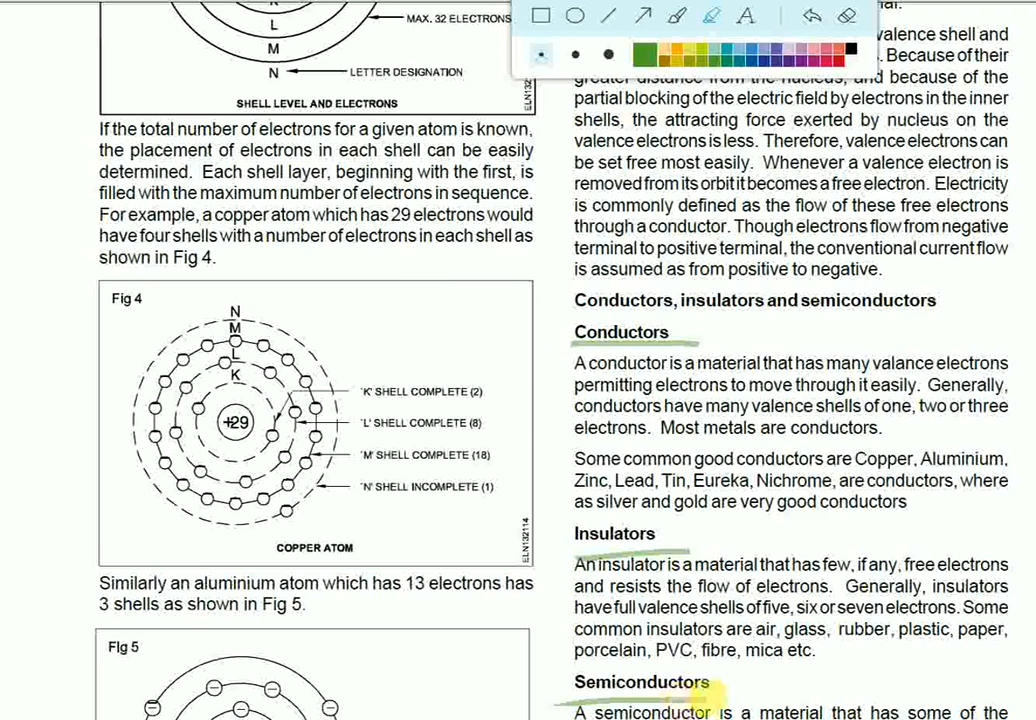 MAX. 32 ELECTRONS
L
M
N
LETTER DESIGNATION
SHELL LEVEL AND ELECTRONS
ELN132
If the total number of electrons for a given atom is known,
the placement of electrons in each shell can be easily
determined. Each shell layer, beginning with the first, is
filled with the maximum number of electrons in sequence.
For example, a copper atom which has 29 electrons would
have four shells with a number of electrons in each shell as
shown in Fig 4.
Fig 4
N
M
L
K
+29
'K' SHELL COMPLETE (2)
'L' SHELL COMPLETE (8)
'M' SHELL COMPLETE (18)
'N' SHELL INCOMPLETE (1)
COPPER ATOM
ELN132114
Similarly an aluminium atom which has 13 electrons has
3 shells as shown in Fig 5.
Fig 5
A
valence shell and
Because of their
greater distance from the nucleus, and because of the
partial blocking of the electric field by electrons in the inner
shells, the attracting force exerted by nucleus on the
valence electrons is less. Therefore, valence electrons can
be set free most easily. Whenever a valence electron is
removed from its orbit it becomes a free electron. Electricity
is commonly defined as the flow of these free electrons
through a conductor. Though electrons flow from negative
terminal to positive terminal, the conventional current flow
is assumed as from positive to negative.
Conductors, insulators and semiconductors
Conductors
A conductor is a material that has many valance electrons
permitting electrons to move through it easily. Generally,
conductors have many valence shells of one, two or three
electrons. Most metals are conductors.
Some common good conductors are Copper, Aluminium,
Zinc, Lead, Tin, Eureka, Nichrome, are conductors, where
as silver and gold are very good conductors
Insulators
An insulator is a material that has few, if any, free electrons
and resists the flow of electrons. Generally, insulators
have full valence shells of five, six or seven electrons. Some
common insulators are air, glass, rubber, plastic, paper,
porcelain, PVC, fibre, mica etc.
Semiconductors
A semiconductor is a material that has some of the